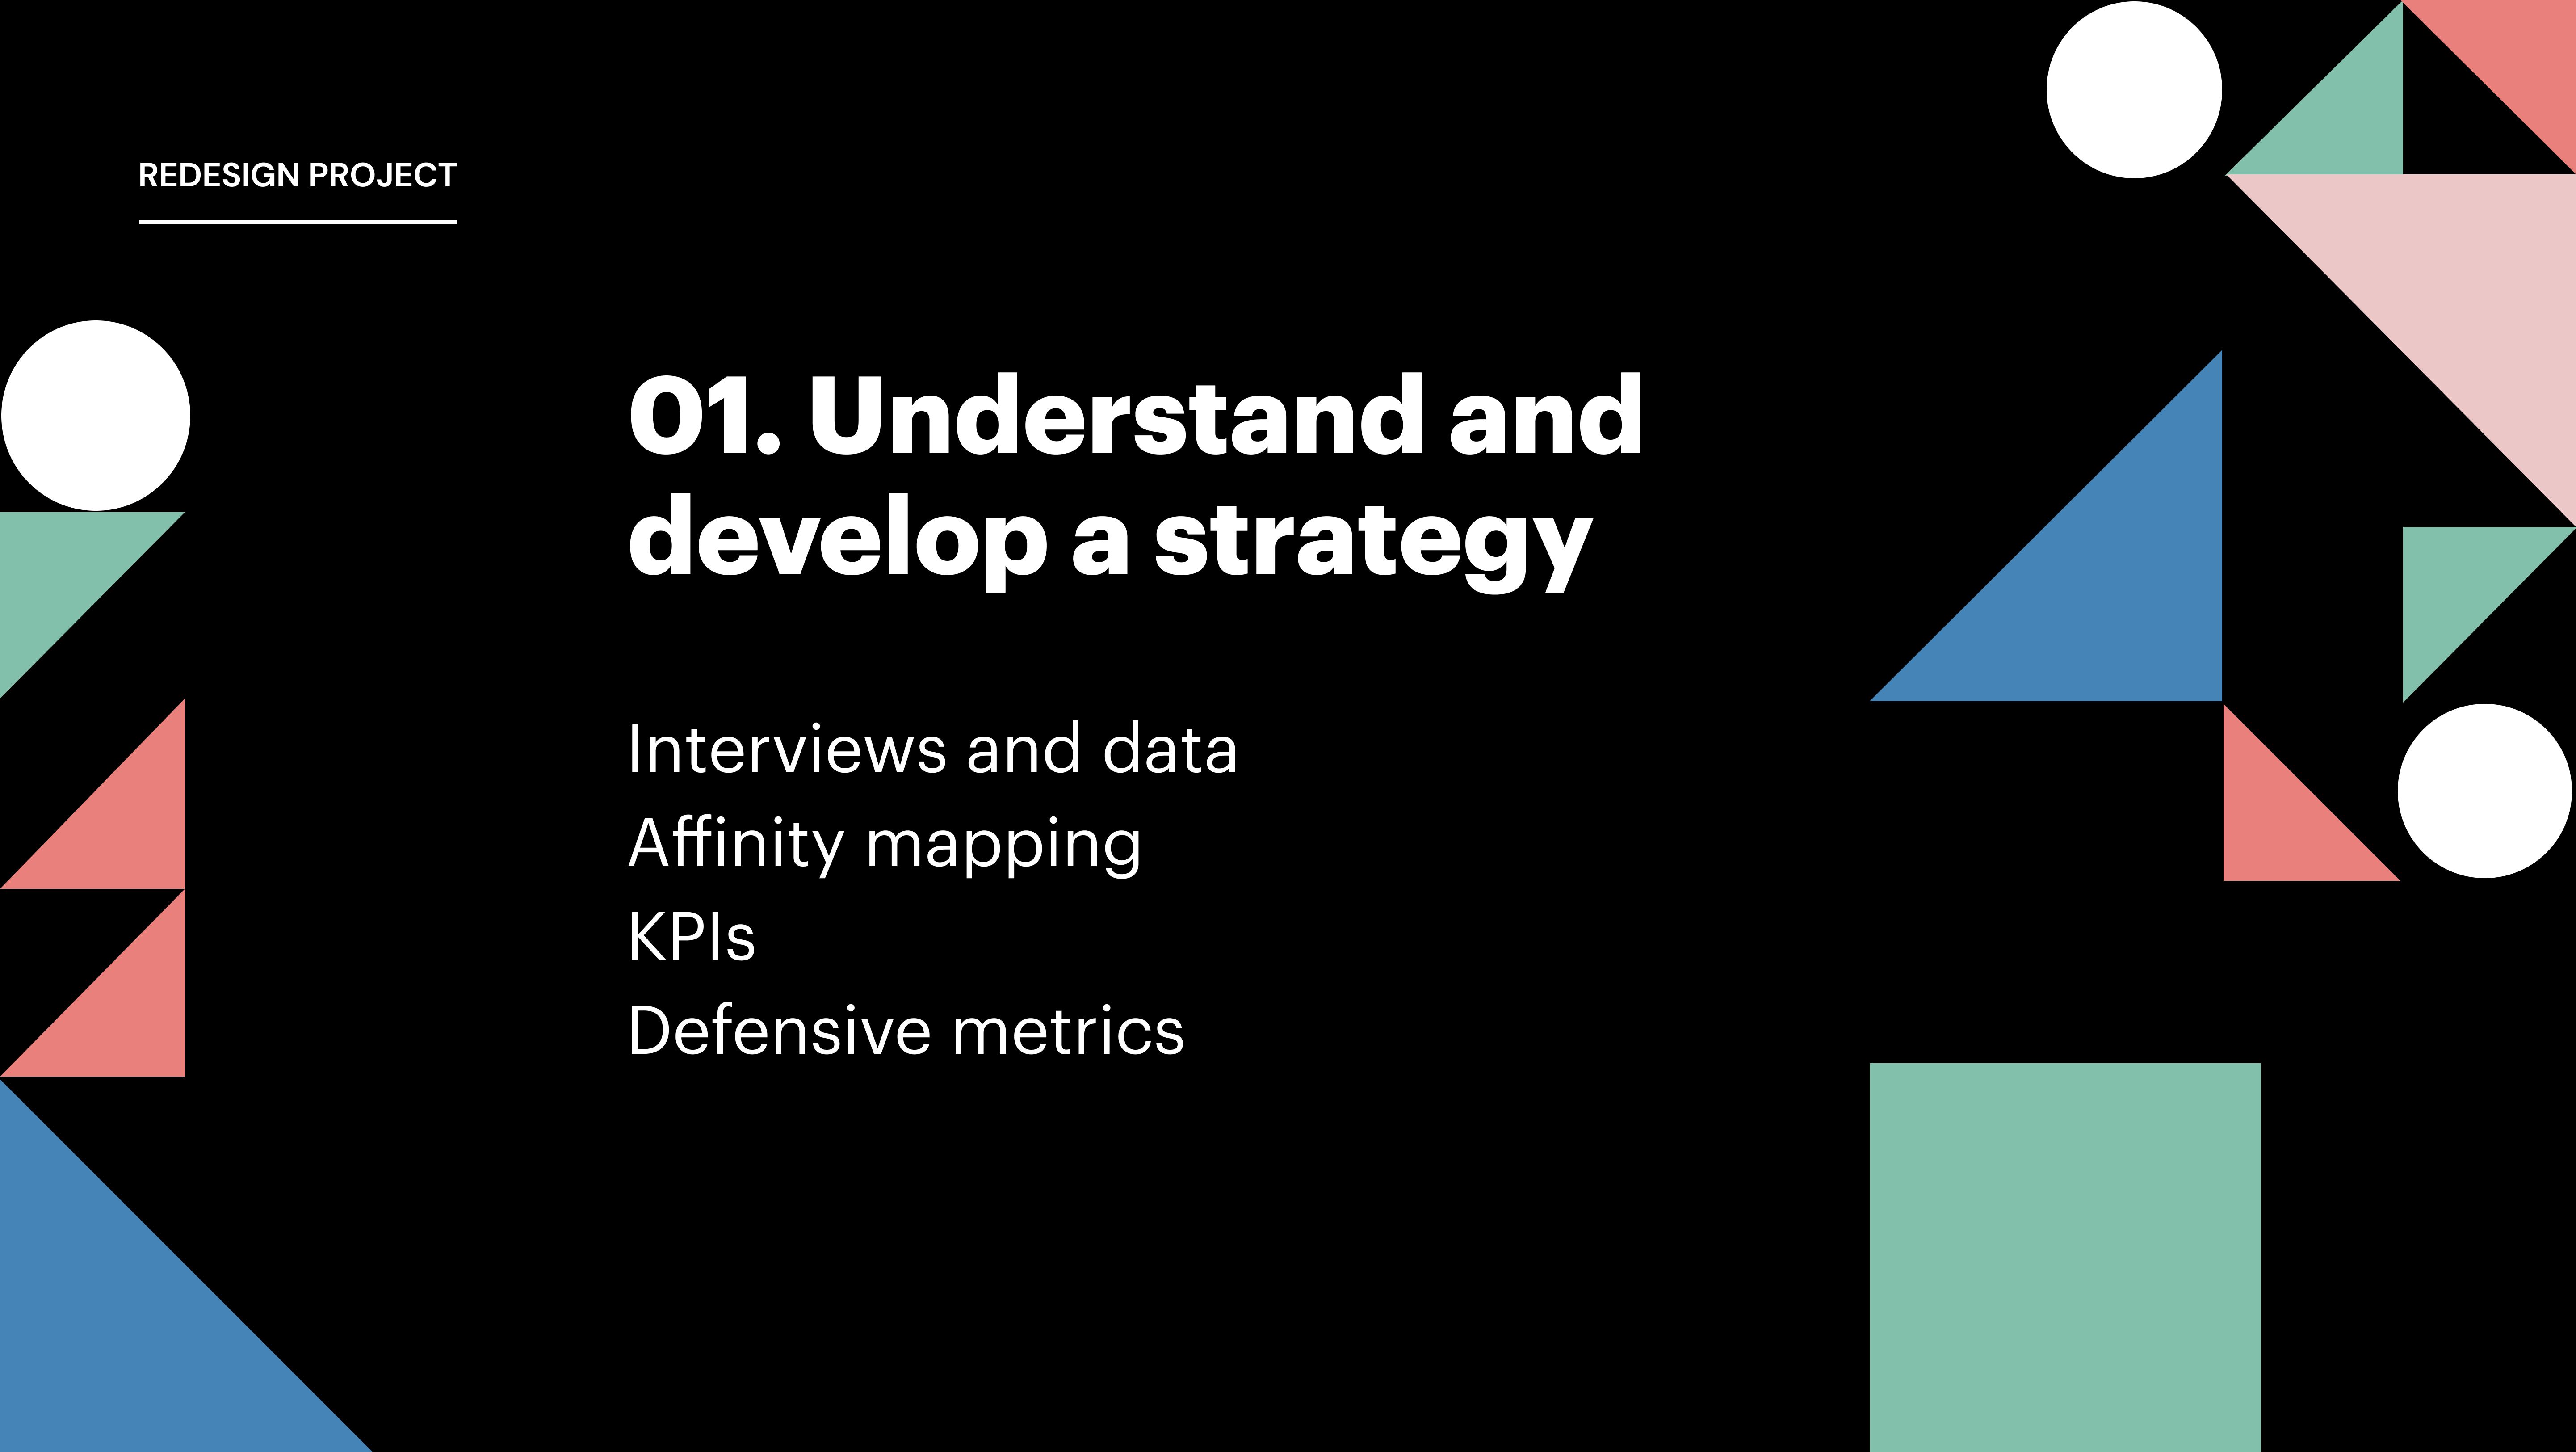 REDESIGN PROJECT
01. Understand and
develop a strategy
Interviews and data
Affinity mapping
KPIs
Defensive metrics